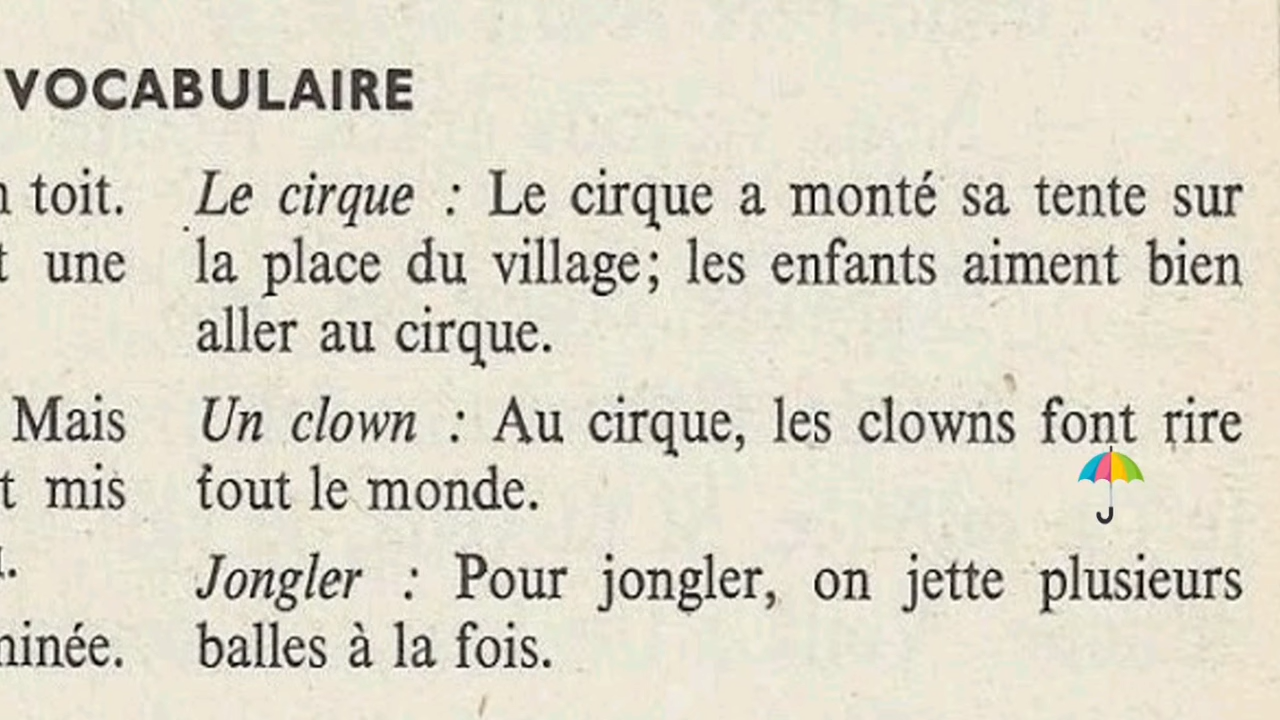 VOCABULAIRE
toit.
une
Le cirque : Le cirque a monté sa tente sur
la place du village; les enfants aiment bien
aller au cirque.
Mais
mis
Un clown : Au cirque, les clowns font rire
tout le monde.
Jongler : Pour jongler, on jette plusieurs
balles à la fois.